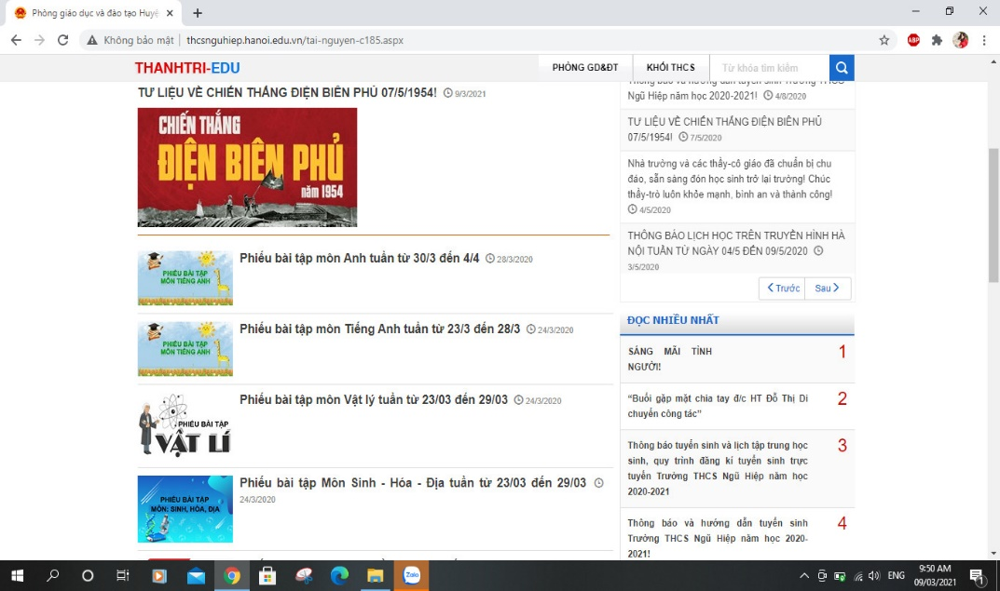 Phòng giáo dục và đào tạo Huyệ
Không bảo mật | thcsnguhiep.hanoi.edu.vn/tai-nguyen-c185.aspx
ABP
THANHTRI-EDU
PHÒNG GD&ĐT
KHỐI THCS
Từ khóa tìm kiếm
TƯ LIỆU VỀ CHIẾN THẮNG ĐIỆN BIÊN PHỦ 07/5/1954! 9/3/2021
CHIẾN THẮNG
ĐIỆN BIÊN PHỦ
năm 1954
PHIẾU BÀI TẬP
MÔN TIẾNG ANH
Phiếu bài tập môn Anh tuần từ 30/3 đến 4/4 28/3/2020
PHIẾU BÀI TẬP
MÔN TIẾNG ANH
Phiếu bài tập môn Tiếng Anh tuần từ 23/3 đến 28/3 24/3/2020
PHIẾU BÀI TẬP
VẬT LÍ
Phiếu bài tập môn Vật lý tuần từ 23/03 đến 29/03 24/3/2020
PHIẾU BÀI TẬP
MÔN: SINH, HÓA, ĐỊA
Phiếu bài tập Môn Sinh - Hóa - Địa tuần từ 23/03 đến 29/03
24/3/2020
Thông báo và hướng dẫn tuyển sinh Trường THCS
Ngũ Hiệp năm học 2020-2021! 4/8/2020
TƯ LIỆU VỀ CHIẾN THẮNG ĐIỆN BIÊN PHỦ
07/5/1954! 7/5/2020
Nhà trường và các thầy-cô giáo đã chuẩn bị chu
đáo, sẵn sàng đón học sinh trở lại trường! Chúc
thầy-trò luôn khỏe mạnh, bình an và thành công!
4/5/2020
THÔNG BÁO LỊCH HỌC TRÊN TRUYỀN HÌNH HÀ
NỘI TUẦN TỪ NGÀY 04/5 ĐẾN 09/5/2020
3/5/2020
Trước
Sau
ĐỌC NHIỀU NHẤT
SÁNG MÃI TÌNH 1
NGƯỜI!
“Buổi gặp mặt chia tay đ/c HT Đỗ Thị Di 2
chuyển công tác”
Thông báo tuyển sinh và lịch tập trung học 3
sinh, quy trình đăng kí tuyển sinh trực
tuyến Trường THCS Ngũ Hiệp năm học
2020-2021
Thông báo và hướng dẫn tuyển sinh 4
Trường THCS Ngũ Hiệp năm học 2020-
2021!
Zalo
ENG
9:50 AM
09/03/2021
1